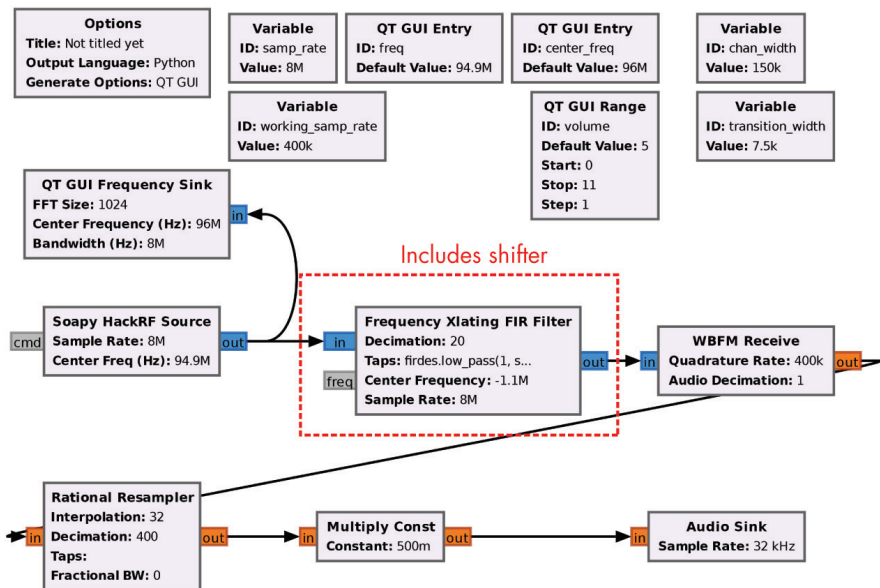 Options
Title: Not titled yet
Output Language: Python
Generate Options: QT GUI
Variable
ID: samp_rate
Value: 8M
QT GUI Entry
ID: freq
Default Value: 94.9M
QT GUI Entry
ID: center_freq
Default Value: 96M
Variable
ID: chan_width
Value: 150k
Variable
ID: working_samp_rate
Value: 400k
QT GUI Range
ID: volume
Default Value: 5
Start: 0
Stop: 11
Step: 1
Variable
ID: transition_width
Value: 7.5k
QT GUI Frequency Sink
FFT Size: 1024
Center Frequency (Hz): 96M
Bandwidth (Hz): 8M
in
Includes shifter
cmd
Soapy HackRF Source
Sample Rate: 8M
Center Freq (Hz): 94.9M
out
in
freq
Frequency Xlating FIR Filter
Decimation: 20
Taps: firdes.low_pass(1, s...
Center Frequency: -1.1M
Sample Rate: 8M
out
in
WBFM Receive
Quadrature Rate: 400k
Audio Decimation: 1
out
in
Rational Resampler
Interpolation: 32
Decimation: 400
Taps:
Fractional BW: 0
out
in
Multiply Const
Constant: 500m
out
in
Audio Sink
Sample Rate: 32 kHz